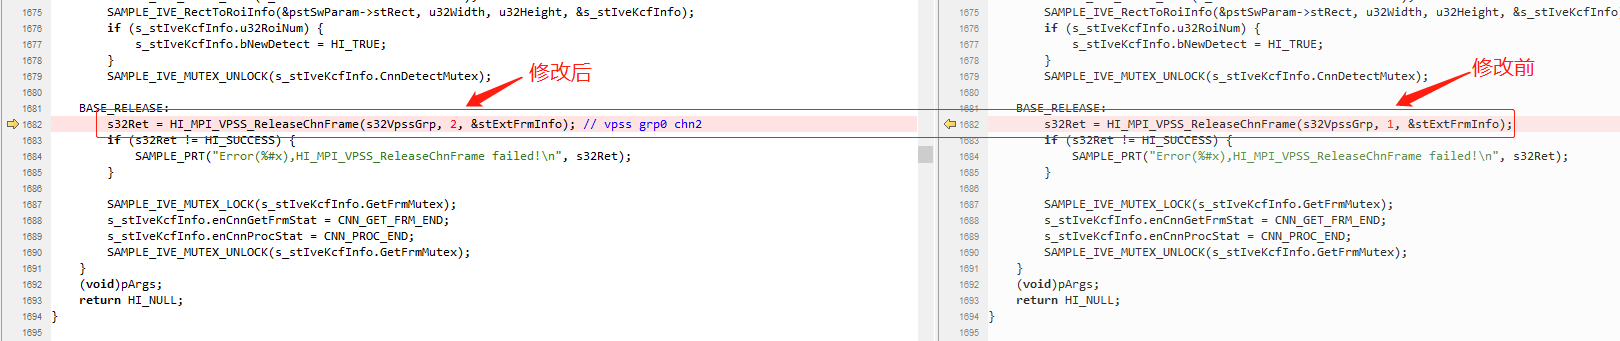 1675 SAMPLE_IVE_RectToRoiInfo(&pstSwParam->stRect, u32Width, u32Height, &s_stIveKcfInfo);
1676 if (s_stIveKcfInfo.u32RoiNum) {
1677 s_stIveKcfInfo.bNewDetect = HI_TRUE;
1678 }
1679 SAMPLE_IVE_MUTEX_UNLOCK(s_stIveKcfInfo.CnnDetectMutex);
修改后
1680
1681 BASE_RELEASE:
1682 s32Ret = HI_MPI_VPSS_ReleaseChnFrame(s32VpssGrp, 2, &stExtFrmInfo); // vpss grp0 chn2
1683 if (s32Ret != HI_SUCCESS) {
1684 SAMPLE_PRT("Error(%#x),HI_MPI_VPSS_ReleaseChnFrame failed!\n", s32Ret);
1685 }
1686
1687 SAMPLE_IVE_MUTEX_LOCK(s_stIveKcfInfo.GetFrmMutex);
1688 s_stIveKcfInfo.enCnnGetFrmStat = CNN_GET_FRM_END;
1689 s_stIveKcfInfo.enCnnProcStat = CNN_PROC_END;
1690 SAMPLE_IVE_MUTEX_UNLOCK(s_stIveKcfInfo.GetFrmMutex);
1691 }
1692 (void)pArgs;
1693 return HI_NULL;
1694 }
1695
1675 SAMPLE_IVE_RectToRoiInfo(&pstSwParam->stRect, u32Width, u32Height, &s_stIveKcfInfo
1676 if (s_stIveKcfInfo.u32RoiNum) {
1677 s_stIveKcfInfo.bNewDetect = HI_TRUE;
1678 }
1679 SAMPLE_IVE_MUTEX_UNLOCK(s_stIveKcfInfo.CnnDetectMutex);
修改前
1680
1681 BASE_RELEASE:
1682 s32Ret = HI_MPI_VPSS_ReleaseChnFrame(s32VpssGrp, 1, &stExtFrmInfo);
1683 if (s32Ret != HI_SUCCESS) {
1684 SAMPLE_PRT("Error(%#x),HI_MPI_VPSS_ReleaseChnFrame failed!\n", s32Ret);
1685 }
1686
1687 SAMPLE_IVE_MUTEX_LOCK(s_stIveKcfInfo.GetFrmMutex);
1688 s_stIveKcfInfo.enCnnGetFrmStat = CNN_GET_FRM_END;
1689 s_stIveKcfInfo.enCnnProcStat = CNN_PROC_END;
1690 SAMPLE_IVE_MUTEX_UNLOCK(s_stIveKcfInfo.GetFrmMutex);
1691 }
1692 (void)pArgs;
1693 return HI_NULL;
1694 }
1695